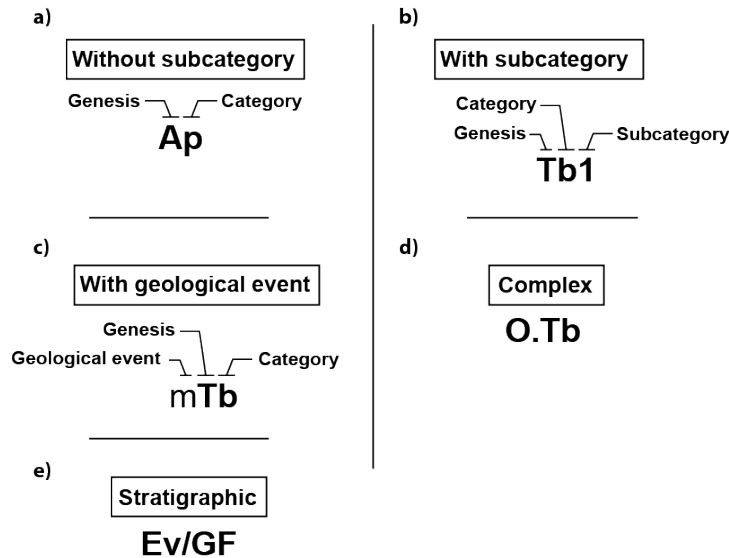 a)
Without subcategory
Genesis Category
Ap
b)
With subcategory
Category
Genesis Subcategory
Tb1
c)
With geological event
Genesis
Geological event Category
mTb
d)
Complex
O.Tb
e)
Stratigraphic
Ev/GF